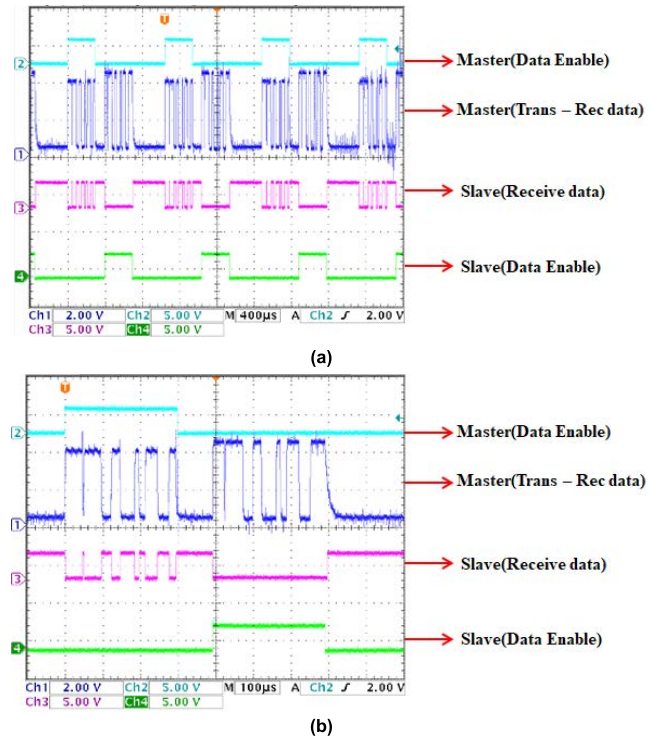 T
2
1
3
4
Master(Data Enable)
Master(Trans – Rec data)
Slave(Receive data)
Slave(Data Enable)
Ch1 2.00 V Ch2 5.00 V M 400µs A Ch2 2.00 V
Ch3 5.00 V Ch4 5.00 V
(a)
T
2
1
3
4
Master(Data Enable)
Master(Trans – Rec data)
Slave(Receive data)
Slave(Data Enable)
Ch1 2.00 V Ch2 5.00 V M 100µs A Ch2 2.00 V
Ch3 5.00 V Ch4 5.00 V
(b)